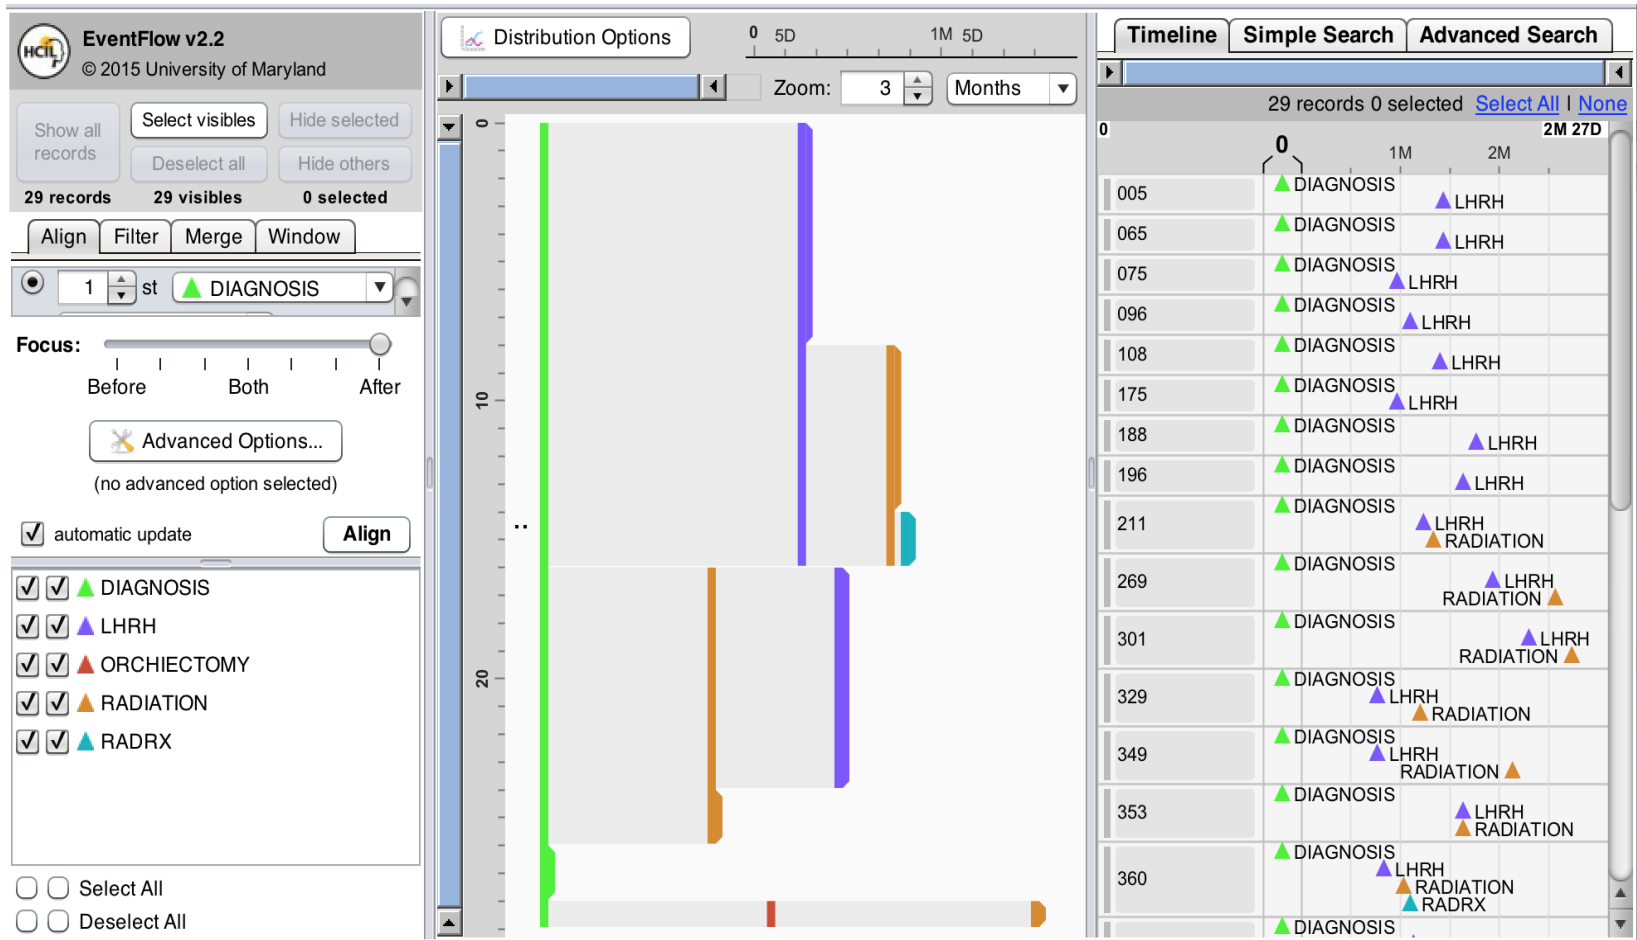 HCIL
EventFlow v2.2
© 2015 University of Maryland
Show all records
Select visibles
Hide selected
Deselect all
Hide others
29 records
29 visibles
0 selected
Align
Filter
Merge
Window
1 st DIAGNOSIS
Focus:
Before
Both
After
Advanced Options...
(no advanced option selected)
automatic update
Align
DIAGNOSIS
LHRH
ORCHIECTOMY
RADIATION
RADRX
Select All
Deselect All
Distribution Options
0 5D 1M 5D
Zoom: 3 Months
0
10
20
Timeline
Simple Search
Advanced Search
29 records 0 selected Select All I None
0 2M 27D
0 1M 2M
005 DIAGNOSIS
LHRH
065 DIAGNOSIS
LHRH
075 DIAGNOSIS
LHRH
096 DIAGNOSIS
LHRH
108 DIAGNOSIS
LHRH
175 DIAGNOSIS
LHRH
188 DIAGNOSIS
LHRH
196 DIAGNOSIS
LHRH
211 DIAGNOSIS
LHRH
RADIATION
269 DIAGNOSIS
LHRH
RADIATION
301 DIAGNOSIS
LHRH
RADIATION
329 DIAGNOSIS
LHRH
RADIATION
349 DIAGNOSIS
LHRH
RADIATION
353 DIAGNOSIS
LHRH
RADIATION
360 DIAGNOSIS
LHRH
RADIATION
RADRX
DIAGNOSIS